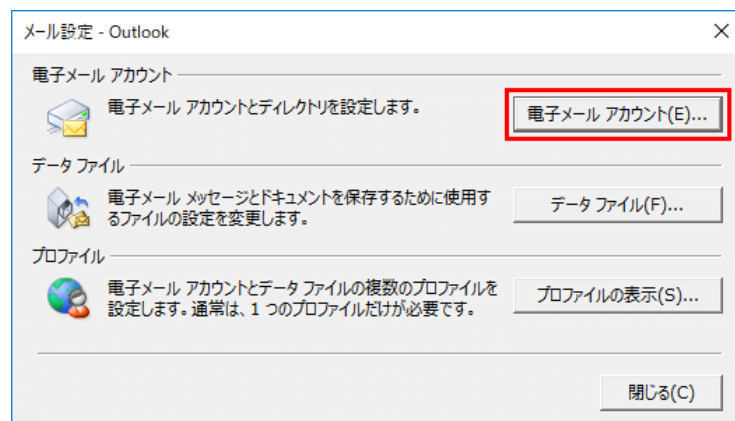 メール設定 - Outlook
電子メール アカウント
電子メール アカウントとディレクトリを設定します。
電子メール アカウント(E)...
データ ファイル
電子メール メッセージとドキュメントを保存するために使用す
るファイルの設定を変更します。
データ ファイル(F)...
プロファイル
電子メール アカウントとデータ ファイルの複数のプロファイルを
設定します。通常は、1 つのプロファイルだけが必要です。
プロファイルの表示(S)...
閉じる(C)